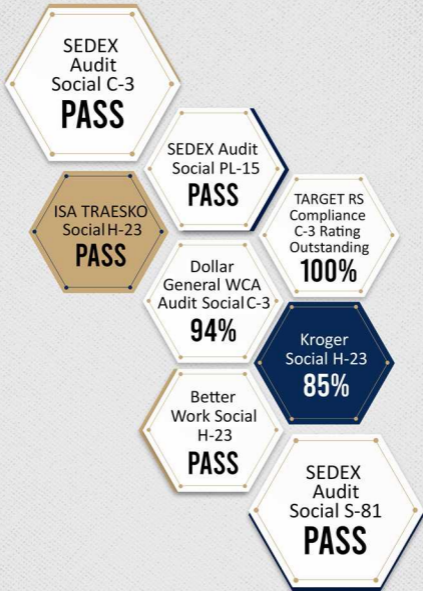 SEDEX
Audit
Social C-3
PASS
SEDEX Audit
Social PL-15
PASS
ISA TRAESKO
Social H-23
PASS
TARGET RS
Compliance
C-3 Rating
Outstanding
100%
Dollar
General WCA
Audit Social C-3
94%
Kroger
Social H-23
85%
Better
Work Social
H-23
PASS
SEDEX
Audit
Social S-81
PASS